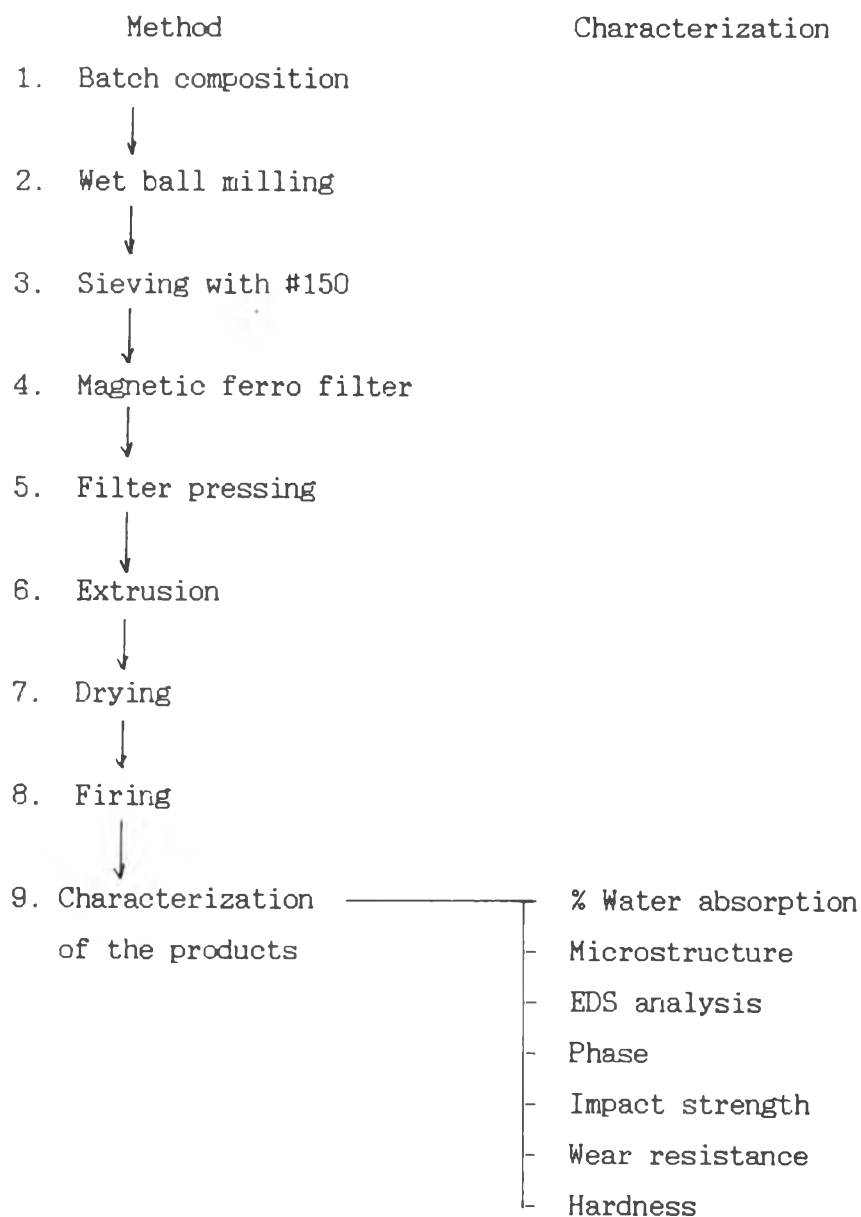 Method Characterization
1. Batch composition
2. Wet ball milling
3. Sieving with #150
4. Magnetic ferro filter
5. Filter pressing
6. Extrusion
7. Drying
8. Firing
9. Characterization - % Water absorption
of the products - Microstructure
- EDS analysis
- Phase
- Impact strength
- Wear resistance
- Hardness